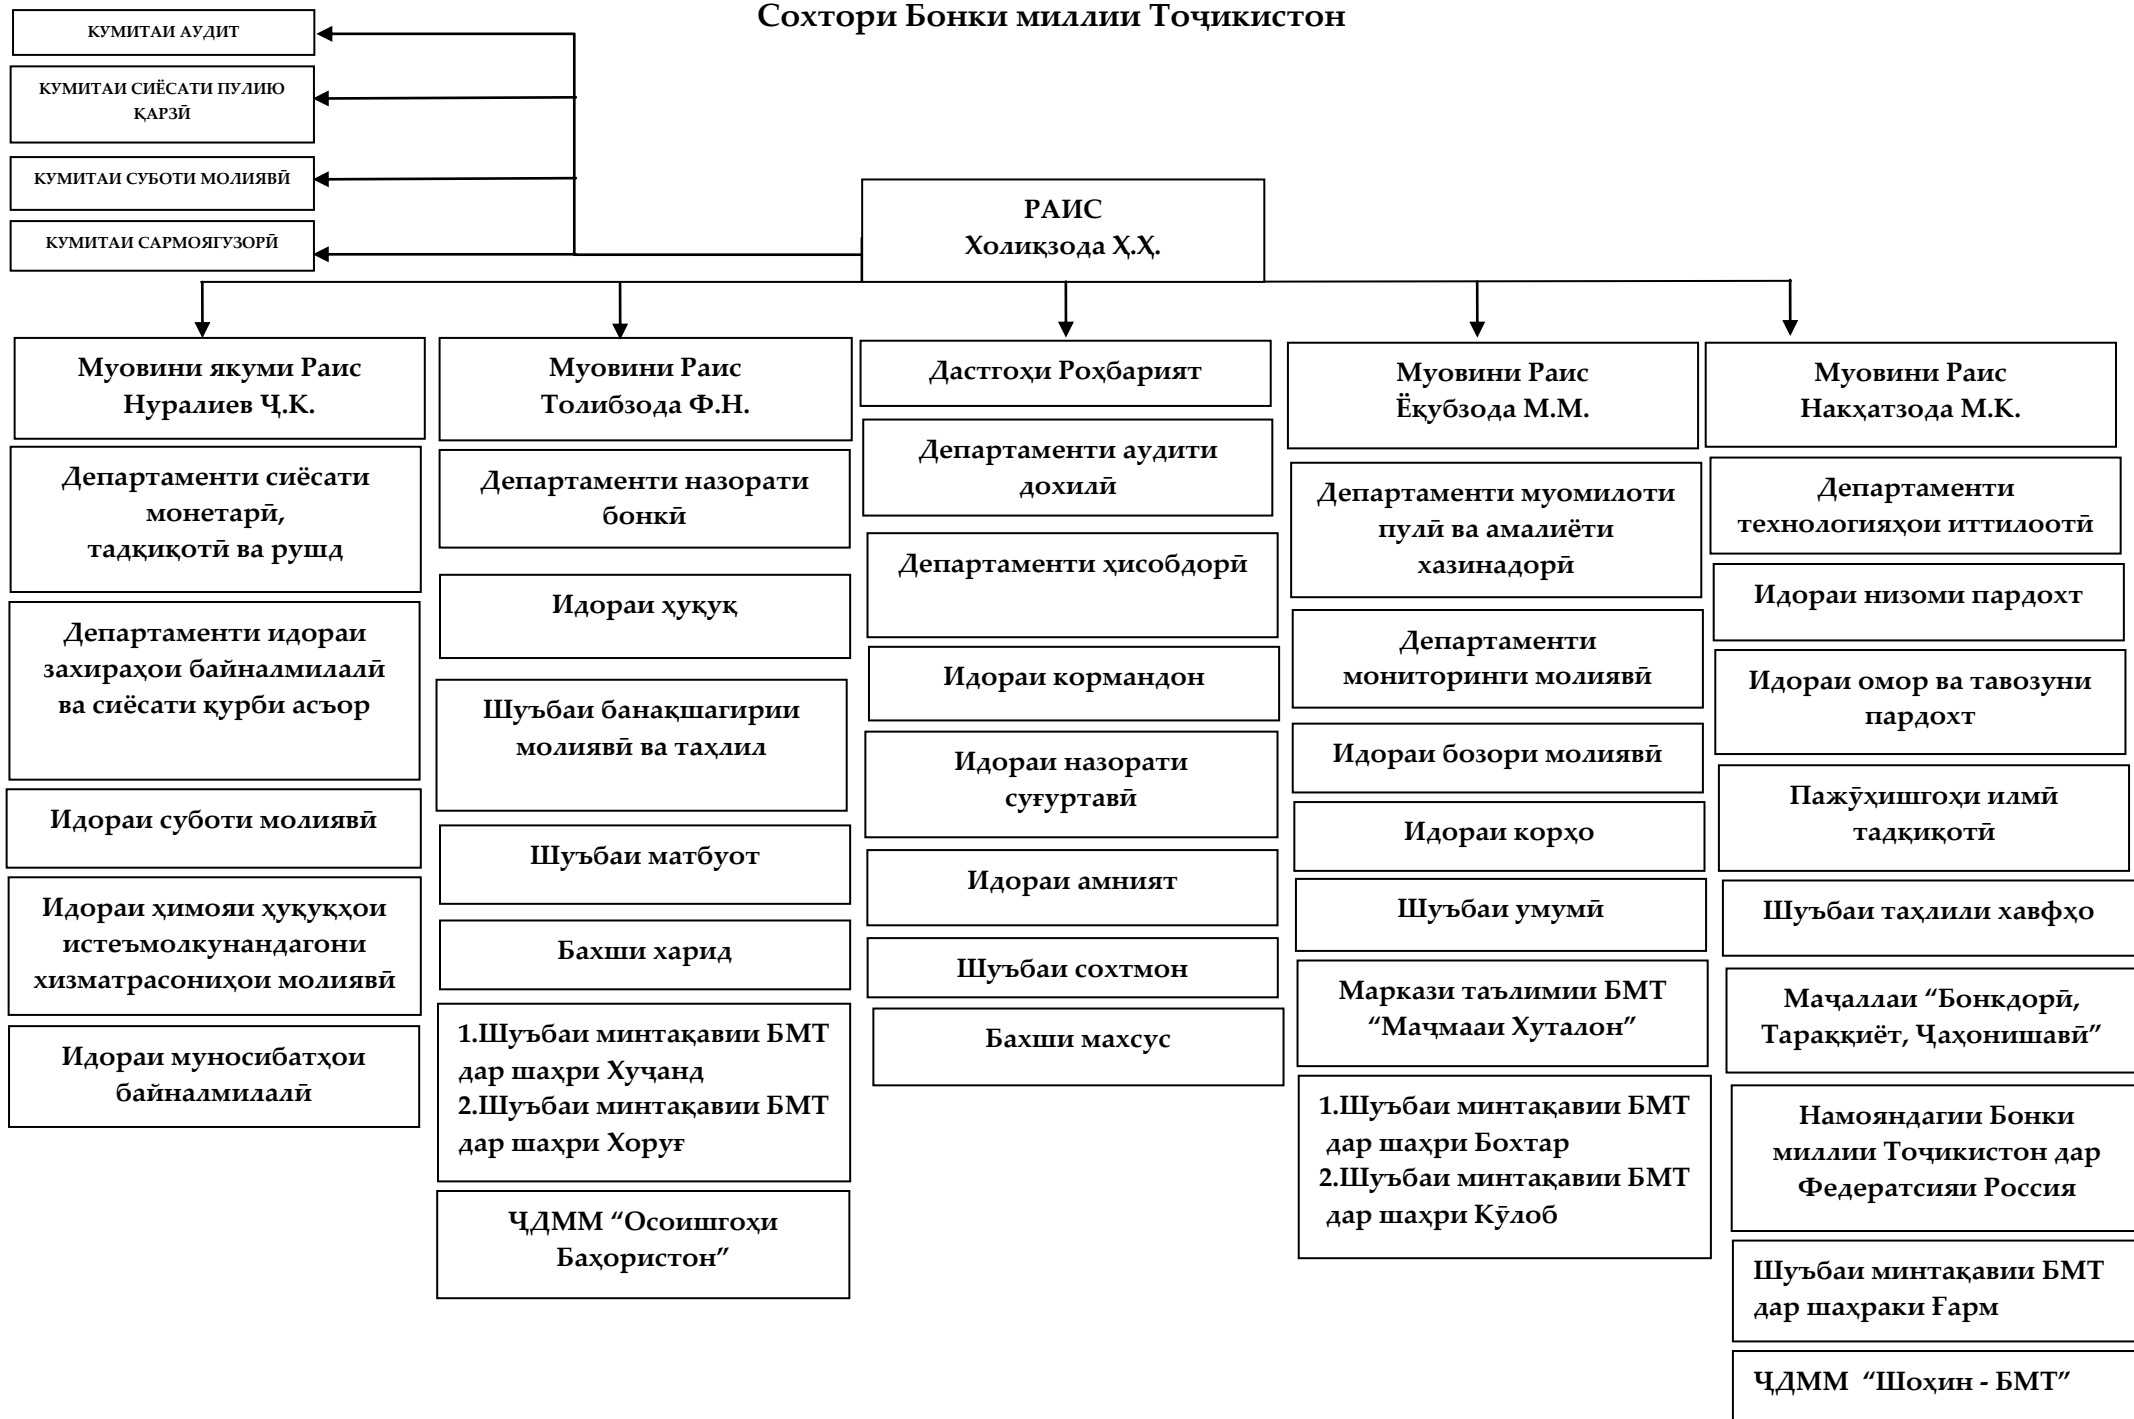 Сохтори Бонки миллии Тоҷикистон
КУМИТАИ АУДИТ
КУМИТАИ СИЁСАТИ ПУЛИЮ
ҚАРЗӢ
КУМИТАИ СУБОТИ МОЛИЯВӢ
КУМИТАИ САРМОЯГУЗОРӢ
РАИС
Холиқзода Ҳ.Ҳ.
Муовини якуми Раис
Нуралиев Ҷ.К.
Департаменти сиёсати
монетарӣ,
тадқиқотӣ ва рушд
Департаменти идораи
захираҳои байналмилалӣ
ва сиёсати қурби асъор
Идораи суботи молиявӣ
Идораи ҳимояи ҳуқуқҳои
истеъмолкунандагони
хизматрасониҳои молиявӣ
Идораи муносибатҳои
байналмилалӣ
Муовини Раис
Толибзода Ф.Н.
Департаменти назорати
бонкӣ
Идораи ҳуқуқ
Шуъбаи банақшагирии
молиявӣ ва таҳлил
Шуъбаи матбуот
Бахши харид
1.Шуъбаи минтақавии БМТ
дар шаҳри Хуҷанд
2.Шуъбаи минтақавии БМТ
дар шаҳри Хоруғ
ҶДММ “Осоишгоҳи
Баҳористон”
Дастгоҳи Роҳбарият
Департаменти аудити
дохилӣ
Департаменти ҳисобдорӣ
Идораи кормандон
Идораи назорати
суғуртавӣ
Идораи амният
Шуъбаи сохтмон
Бахши махсус
Муовини Раис
Ёқубзода М.М.
Департаменти муомилоти
пулӣ ва амалиёти
хазинадорӣ
Департаменти
мониторинги молиявӣ
Идораи бозори молиявӣ
Идораи корҳо
Шуъбаи умумӣ
Маркази таълимии БМТ
“Маҷмааи Хуталон”
1.Шуъбаи минтақавии БМТ
дар шаҳри Бохтар
2.Шуъбаи минтақавии БМТ
дар шаҳри Кӯлоб
Муовини Раис
Накҳатзода М.К.
Департаменти
технологияҳои иттилоотӣ
Идораи низоми пардохт
Идораи омор ва тавозуни
пардохт
Пажӯҳишгоҳи илмӣ
тадқиқотӣ
Шуъбаи таҳлили хавфҳо
Маҷаллаи “Бонкдорӣ,
Тараққиёт, Ҷаҳонишавӣ”
Намояндагии Бонки
миллии Тоҷикистон дар
Федератсияи Россия
Шуъбаи минтақавии БМТ
дар шаҳраки Ғарм
ҶДММ “Шоҳин - БМТ”